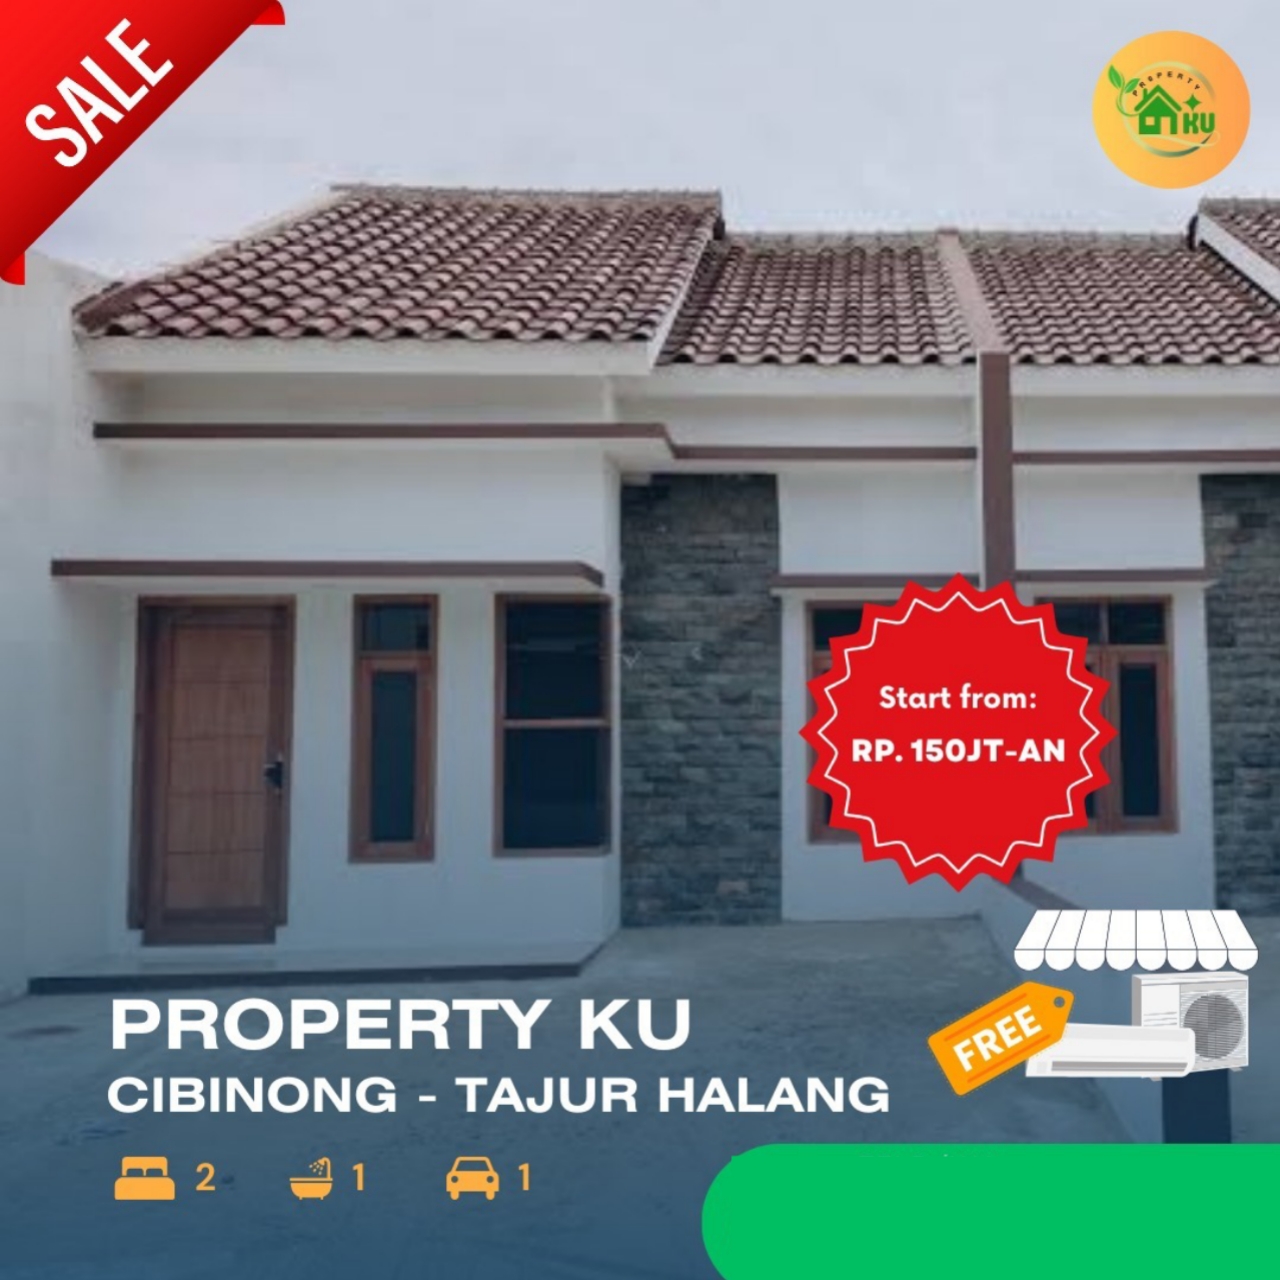 SALE
PROPERTY
KU
Start from:
RP. 150JT-AN
FREE
PROPERTY KU
CIBINONG - TAJUR HALANG
2 1 1